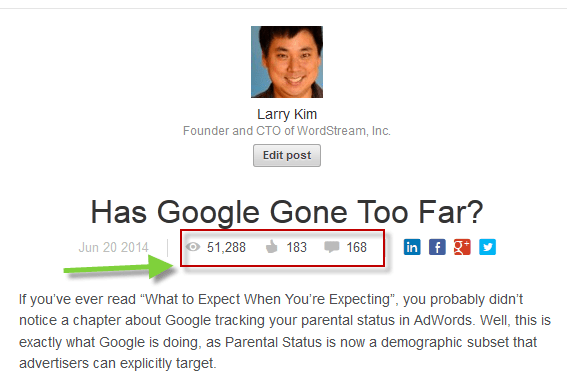 Larry Kim
Founder and CTO of WordStream, Inc.
Edit post
Has Google Gone Too Far?
Jun 20 2014 51,288 183 168 in f g+
If you've ever read “What to Expect When You're Expecting”, you probably didn't
notice a chapter about Google tracking your parental status in AdWords. Well, this is
exactly what Google is doing, as Parental Status is now a demographic subset that
advertisers can explicitly target.